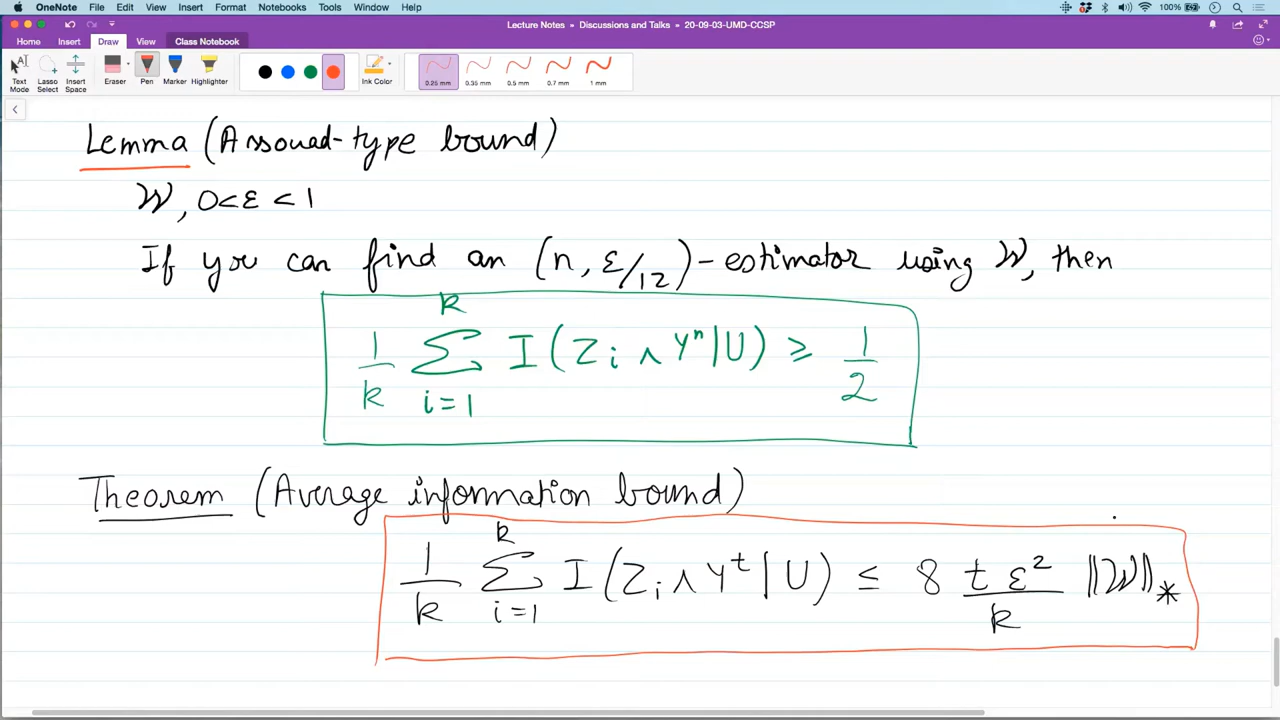 OneNote File Edit View Insert Format Notebooks Tools Window Help 100%
Lecture Notes » Discussions and Talks » 20-09-03-UMD-CCSP
Home Insert Draw View Class Notebook
Text Mode Lasso Select Insert Space Eraser Pen Marker Highlighter Ink Color 0.25 mm 0.35 mm 0.5 mm 0.7 mm 1 mm
Lemma (Assouad-type bound)
𝒲, 0<ε<1
If you can find an (n, ε/12)-estimator using 𝒲, then
1/k ∑_{i=1}^{k} I(Z_i ∧ Y^n | U) ≥ 1/2
Theorem (Average information bound)
1/k ∑_{i=1}^{k} I(Z_i ∧ Y^t | U) ≤ 8 t ε²/k ‖𝒲‖_*